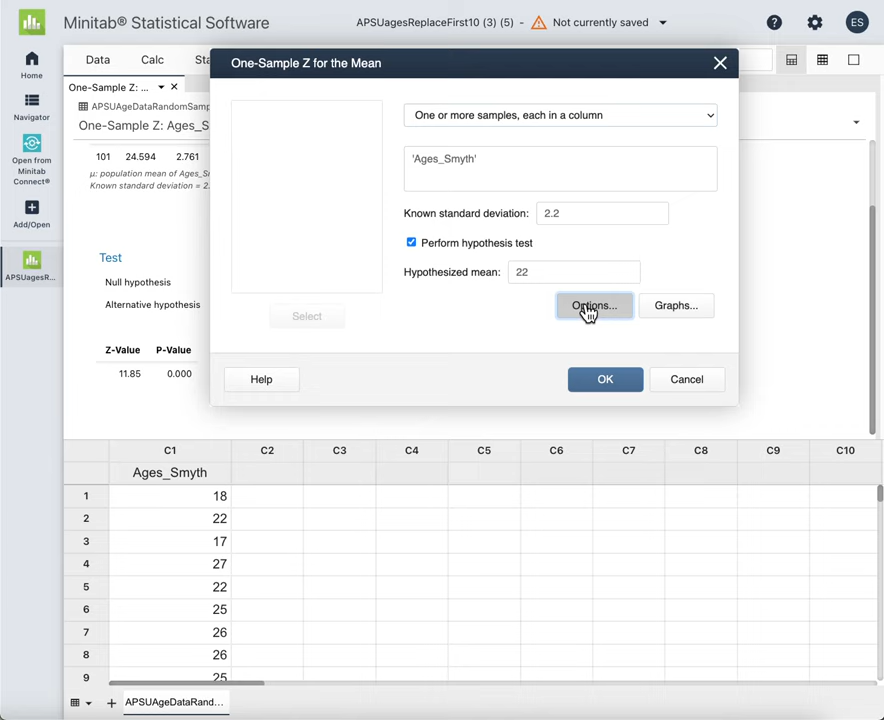 Minitab® Statistical Software
APSUagesReplaceFirst10 (3) (5) - Not currently saved
ES
Home
Navigator
Open from
Minitab
Connect®
Add/Open
APSUagesR...
Data Calc Sta
One-Sample Z: ...
APSUAgeDataRandomSamp
One-Sample Z: Ages_S
101 24.594 2.761
μ: population mean of Ages_S
Known standard deviation = 2.
Test
Null hypothesis
Alternative hypothesis
Z-Value P-Value
11.85 0.000
One-Sample Z for the Mean
One or more samples, each in a column
'Ages_Smyth'
Known standard deviation: 2.2
Perform hypothesis test
Hypothesized mean: 22
Select
Options... Graphs...
Help OK Cancel
C1 C2 C3 C4 C5 C6 C7 C8 C9 C10
Ages_Smyth
1 18
2 22
3 17
4 27
5 22
6 25
7 26
8 26
9 25
APSUAgeDataRand...